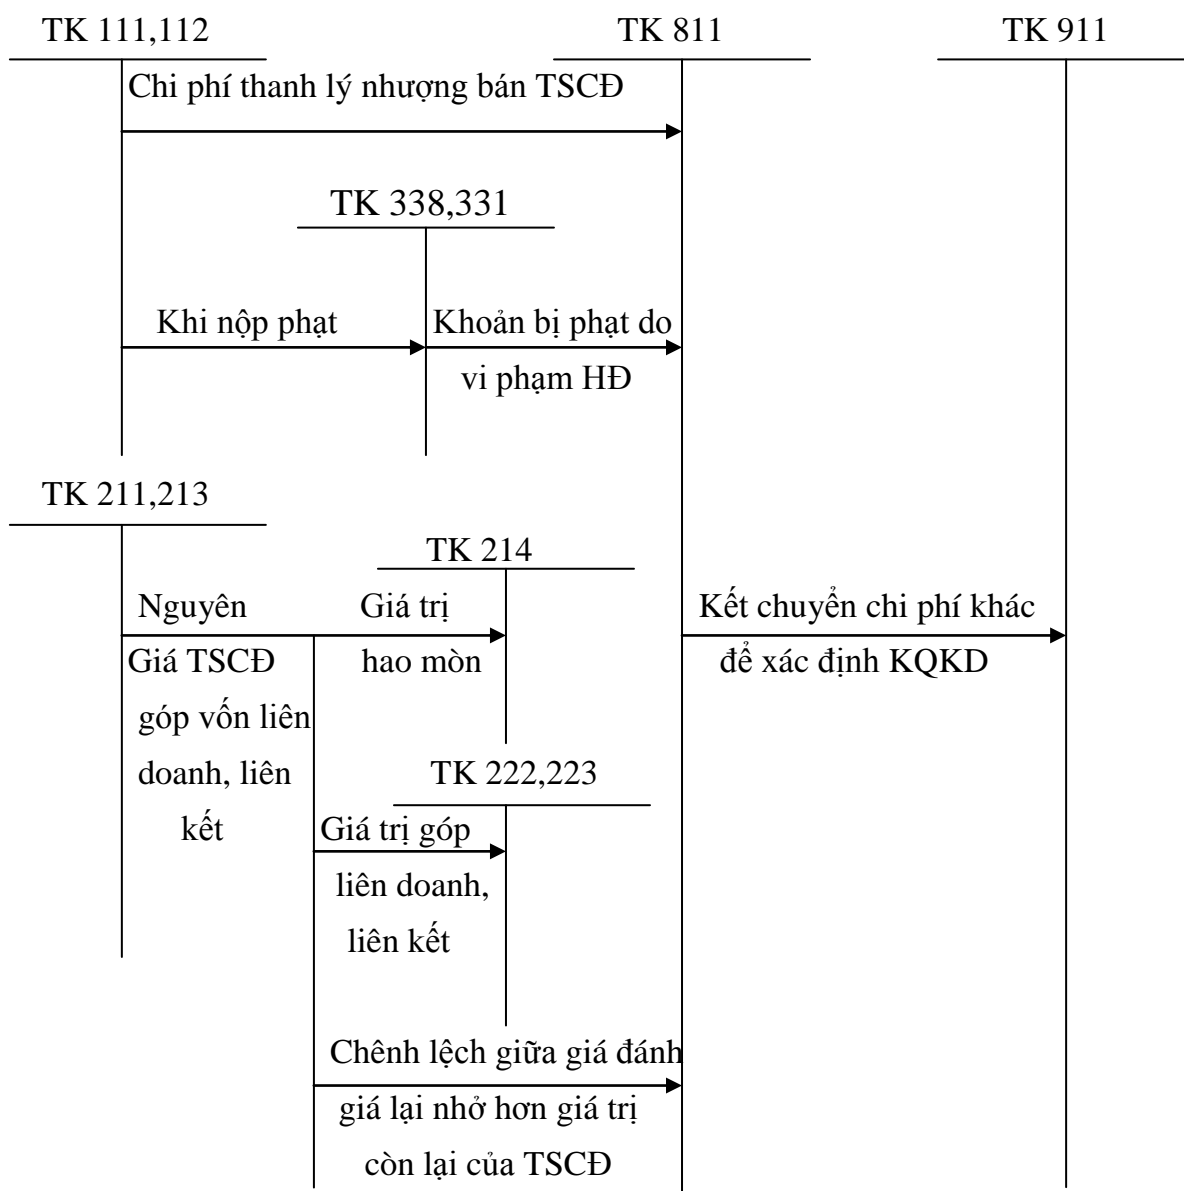 TK 111,112
TK 811
TK 911
Chi phí thanh lý nhượng bán TSCĐ
TK 338,331
Khi nộp phạt
Khoản bị phạt do
vi phạm HĐ
TK 211,213
TK 214
Nguyên
Giá TSCĐ
góp vốn liên
doanh, liên
kết
Giá trị
hao mòn
Kết chuyển chi phí khác
để xác định KQKD
TK 222,223
Giá trị góp
liên doanh,
liên kết
Chênh lệch giữa giá đánh
giá lại nhở hơn giá trị
còn lại của TSCĐ